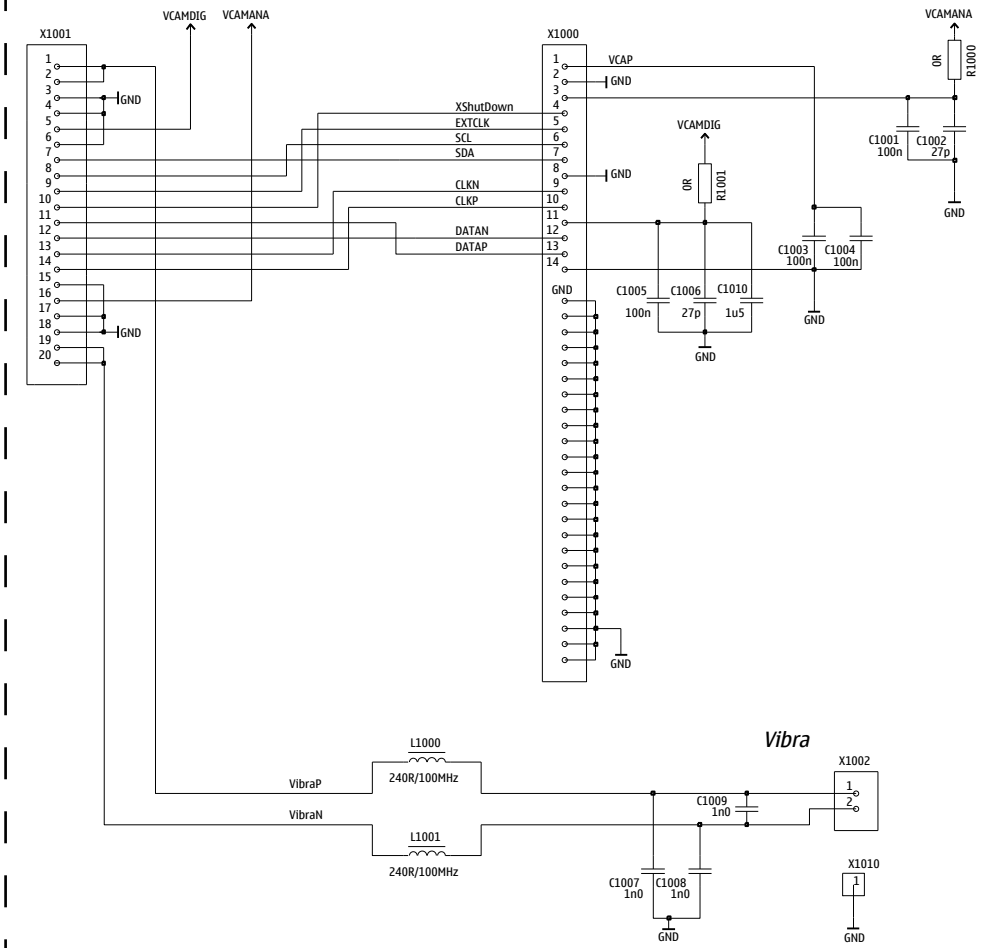 VCAMDIG VCAMANA
X1001
1
2
3
4
5
6
7
8
9
10
11
12
13
14
15
16
17
18
19
20
GND
GND
XShutDown
EXTCLK
SCL
SDA
CLKN
CLKP
DATAN
DATAP
X1000
1
2
3
4
5
6
7
8
9
10
11
12
13
14
GND
VCAP
GND
GND
GND
VCAMDIG
0R
R1001
C1005
100n
C1006
27p
C1010
1u5
GND
VCAMANA
0R
R1000
C1001
100n
C1002
27p
GND
C1003
100n
C1004
100n
GND
Vibra
L1000
240R/100MHz
VibraP
VibraN
L1001
240R/100MHz
C1009
1n0
X1002
1
2
C1007
1n0
C1008
1n0
GND
X1010
1
GND